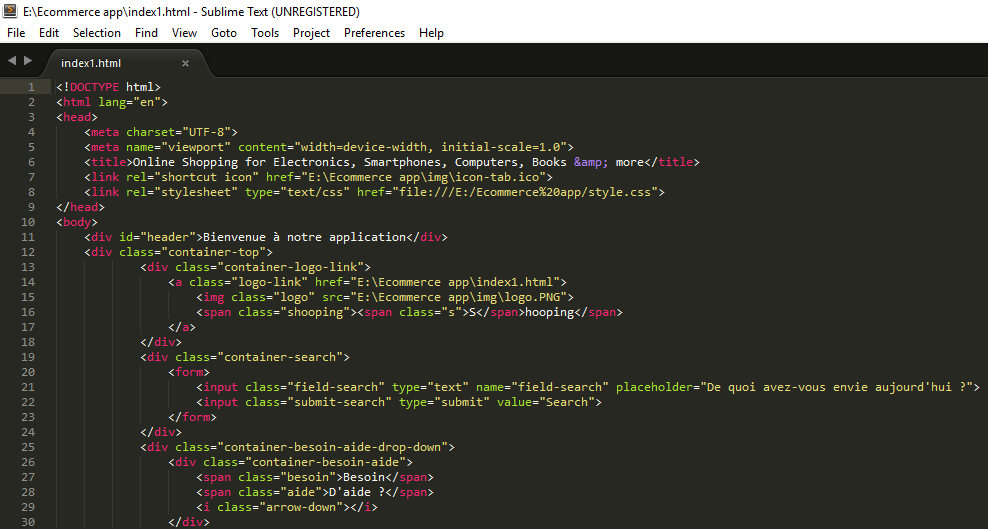 E:\Ecommerce app\index1.html - Sublime Text (UNREGISTERED)
File Edit Selection Find View Goto Tools Project Preferences Help
index1.html ×
1 <!DOCTYPE html>
2 <html lang="en">
3 <head>
4 <meta charset="UTF-8">
5 <meta name="viewport" content="width=device-width, initial-scale=1.0">
6 <title>Online Shopping for Electronics, Smartphones, Computers, Books &amp; more</title>
7 <link rel="shortcut icon" href="E:\Ecommerce app\img\icon-tab.ico">
8 <link rel="stylesheet" type="text/css" href="file:///E:/Ecommerce%20app/style.css">
9 </head>
10 <body>
11 <div id="header">Bienvenue à notre application</div>
12 <div class="container-top">
13 <div class="container-logo-link">
14 <a class="logo-link" href="E:\Ecommerce app\index1.html">
15 <img class="logo" src="E:\Ecommerce app\img\logo.PNG">
16 <span class="shooping"><span class="s">S</span>hooping</span>
17 </a>
18 </div>
19 <div class="container-search">
20 <form>
21 <input class="field-search" type="text" name="field-search" placeholder="De quoi avez-vous envie aujourd'hui ?">
22 <input class="submit-search" type="submit" value="Search">
23 </form>
24 </div>
25 <div class="container-besoin-aide-drop-down">
26 <div class="container-besoin-aide">
27 <span class="besoin">Besoin</span>
28 <span class="aide">D'aide ?</span>
29 <i class="arrow-down"></i>
30 </div>